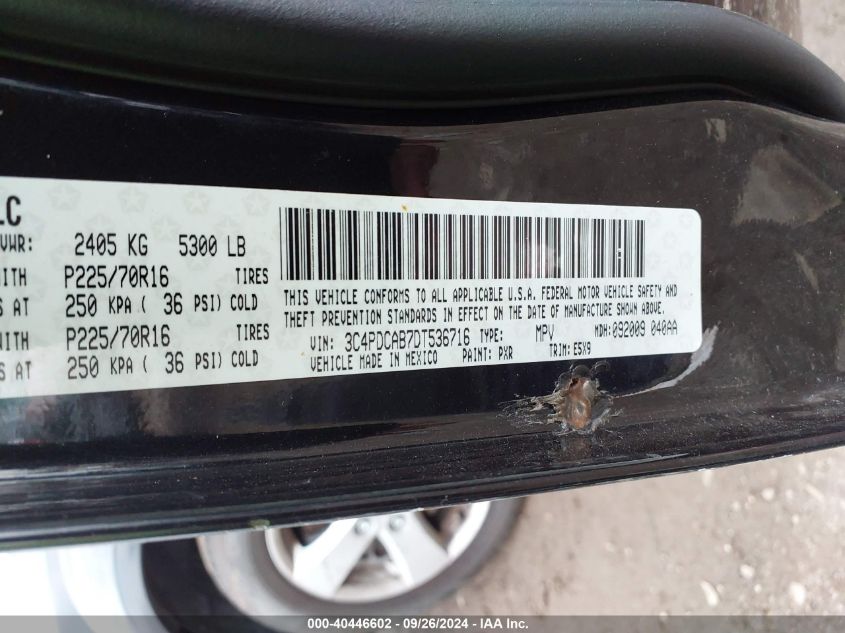 LC
VWR: 2405 KG 5300 LB
WITH P225/70R16 TIRES
S AT 250 KPA ( 36 PSI) COLD
WITH P225/70R16 TIRES
S AT 250 KPA ( 36 PSI) COLD
THIS VEHICLE CONFORMS TO ALL APPLICABLE U.S.A. FEDERAL MOTOR VEHICLE SAFETY AND
THEFT PREVENTION STANDARDS IN EFFECT ON THE DATE OF MANUFACTURE SHOWN ABOVE.
VIN: 3C4PDCAB7DT536716 TYPE: MPV MDH: 092009 040AA
VEHICLE MADE IN MEXICO PAINT: PXR TRIM: E5X9
000-40446602 - 09/26/2024 - IAA Inc.